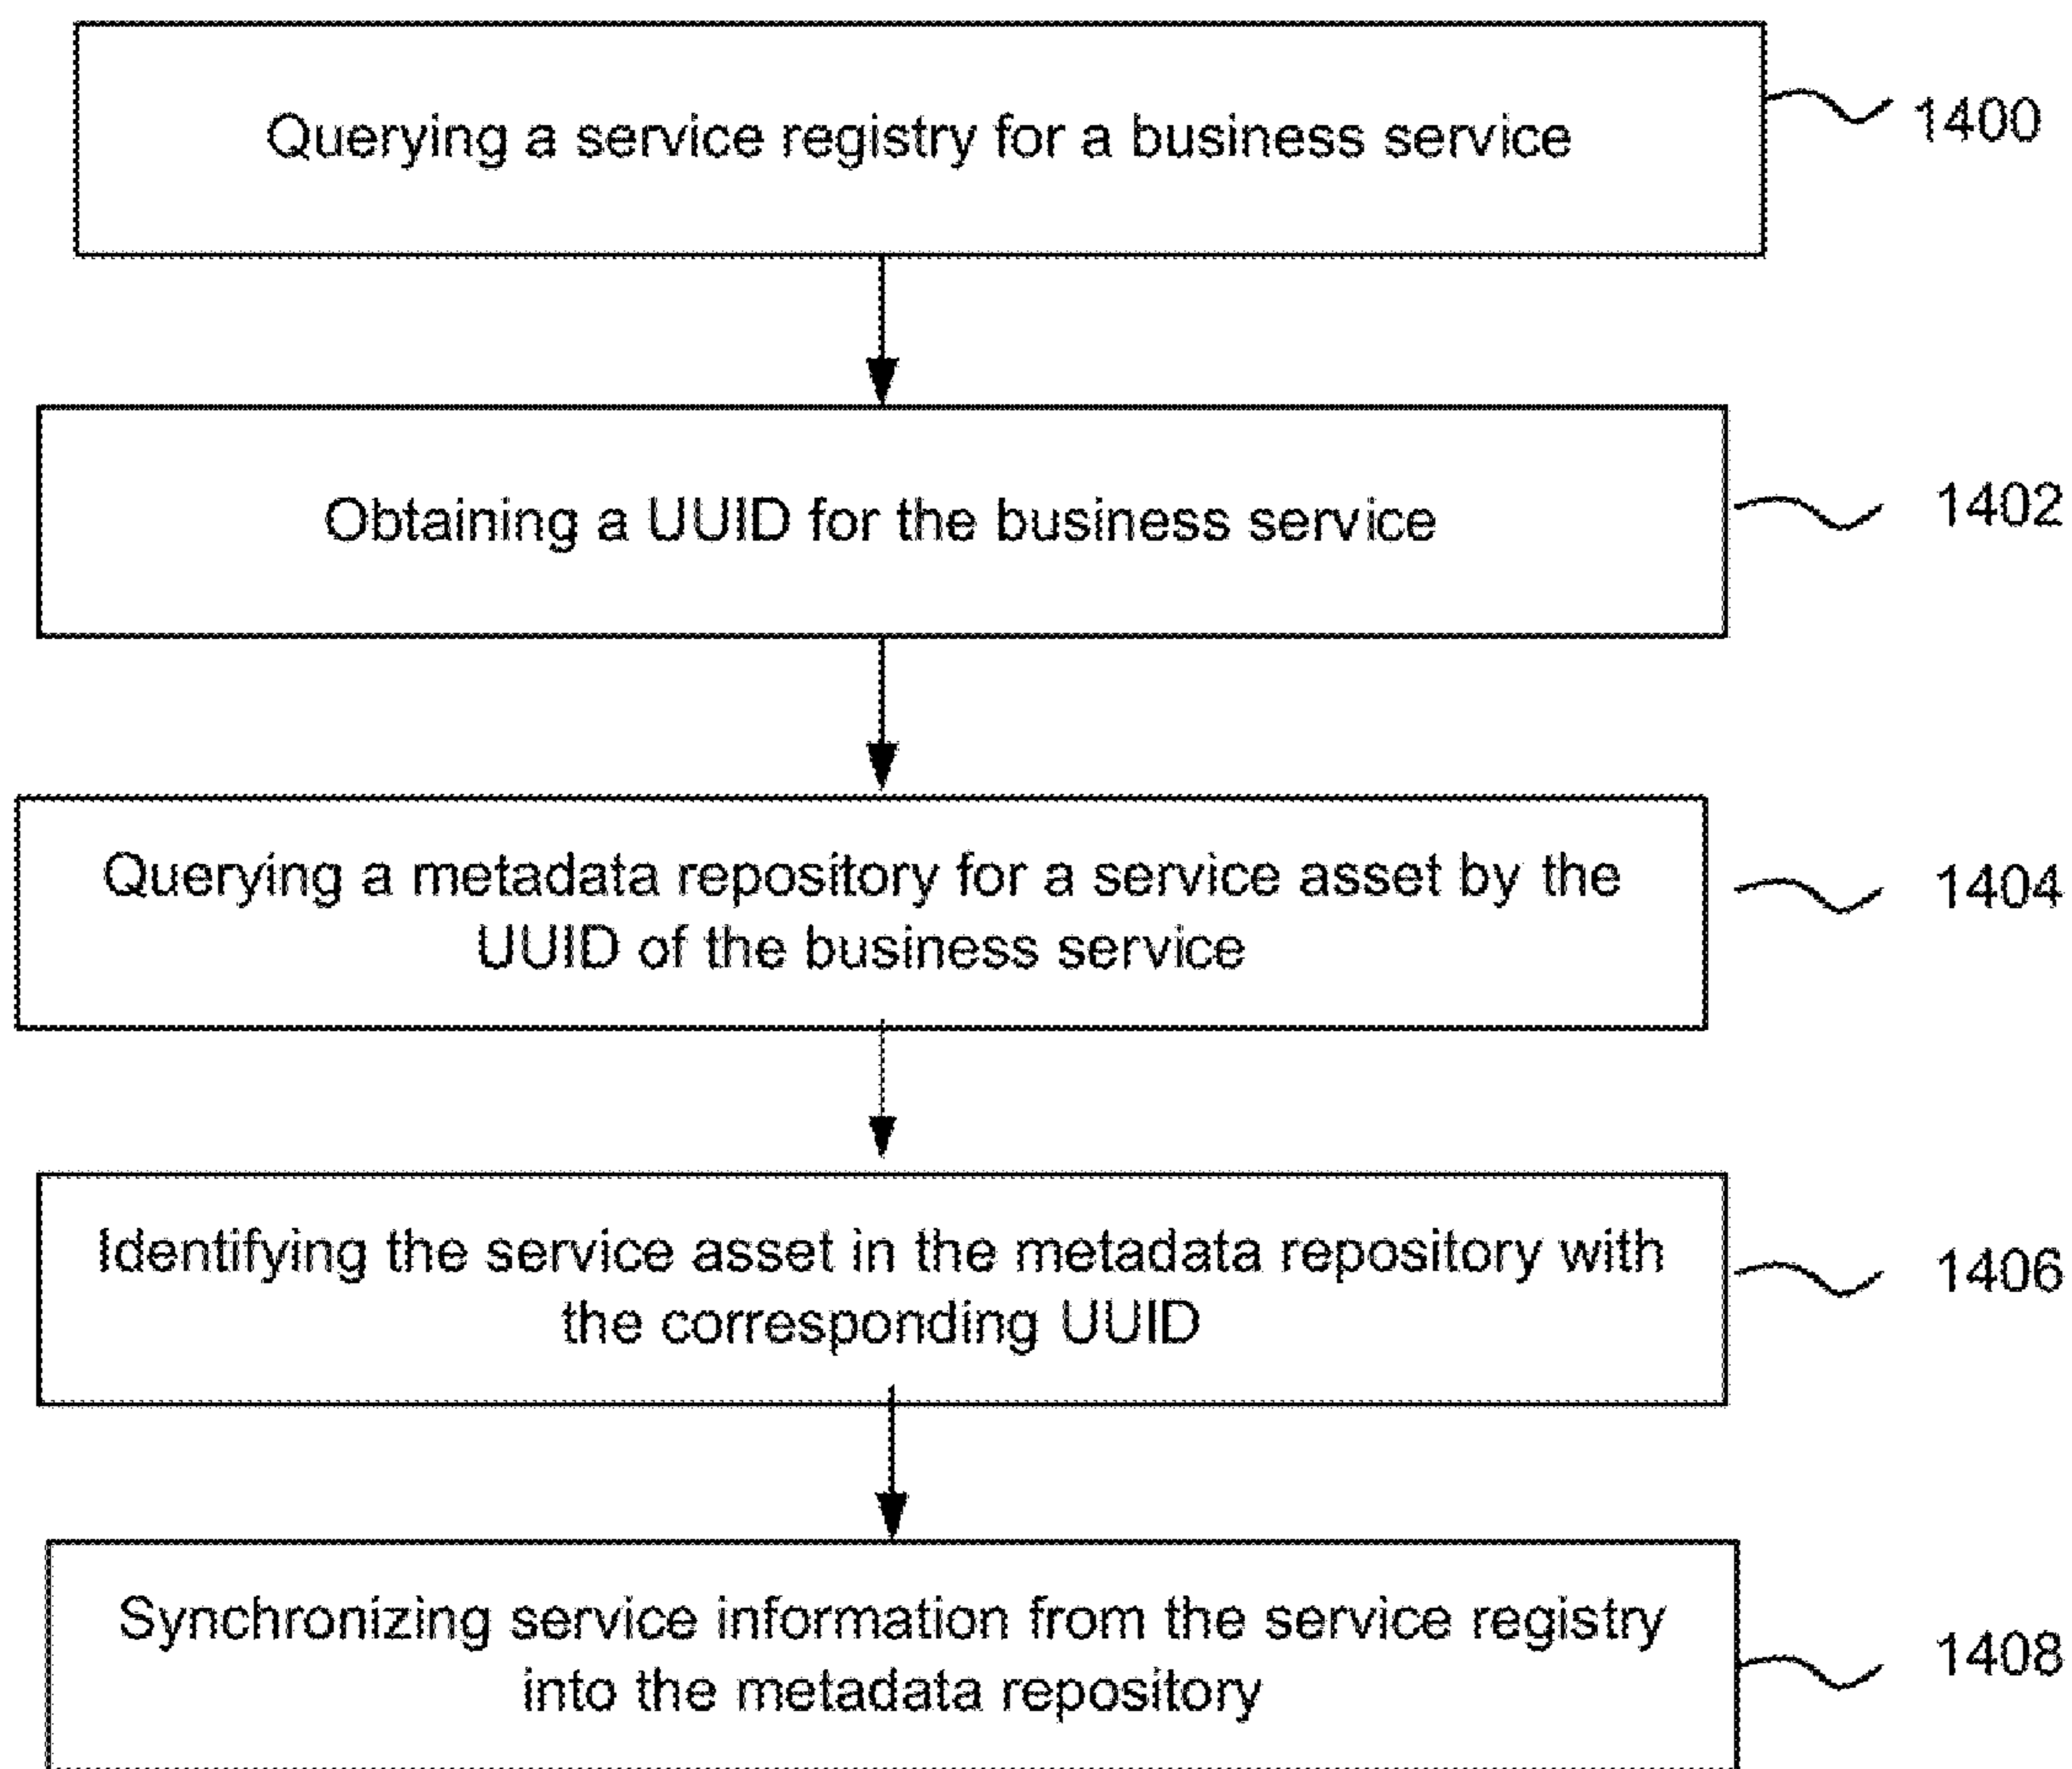 Querying a service registry for a business service
1400
Obtaining a UUID for the business service
1402
Querying a metadata repository for a service asset by the
UUID of the business service
1404
Identifying the service asset in the metadata repository with
the corresponding UUID
1406
Synchronizing service information from the service registry
into the metadata repository
1408